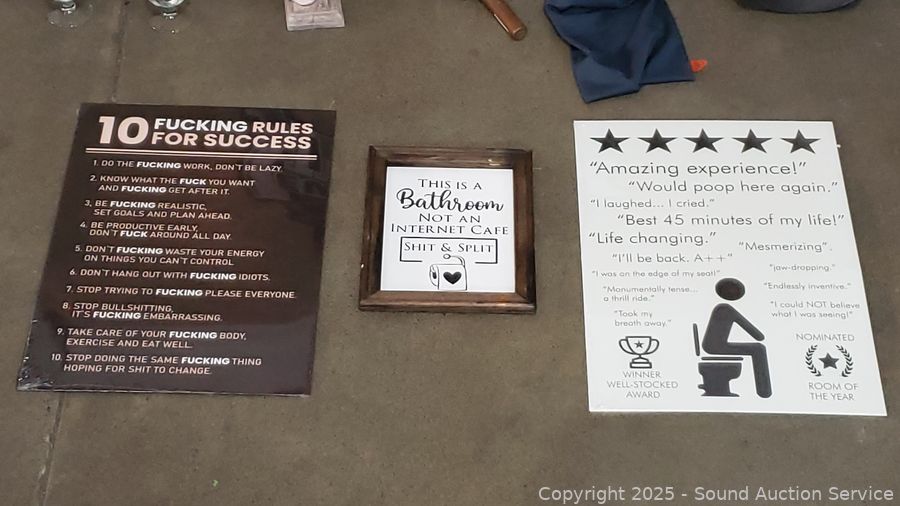 10 FUCKING RULES
FOR SUCCESS
1. DO THE FUCKING WORK, DON'T BE LAZY.
2. KNOW WHAT THE FUCK YOU WANT
AND FUCKING GET AFTER IT.
3. BE FUCKING REALISTIC,
SET GOALS AND PLAN AHEAD.
4. BE PRODUCTIVE EARLY,
DON'T FUCK AROUND ALL DAY.
5. DON'T FUCKING WASTE YOUR ENERGY
ON THINGS YOU CAN'T CONTROL.
6. DON'T HANG OUT WITH FUCKING IDIOTS.
7. STOP TRYING TO FUCKING PLEASE EVERYONE.
8. STOP BULLSHITTING,
IT'S FUCKING EMBARRASSING.
9. TAKE CARE OF YOUR FUCKING BODY,
EXERCISE AND EAT WELL.
10. STOP DOING THE SAME FUCKING THING
HOPING FOR SHIT TO CHANGE.
THIS IS A
Bathroom
NOT AN
INTERNET CAFE
SHIT & SPLIT
"Amazing experience!"
"Would poop here again."
"I laughed... I cried."
"Best 45 minutes of my life!"
"Life changing."
"Mesmerizing".
"I'll be back. A++"
"I was on the edge of my seat!"
"jaw-dropping."
"Monumentally tense...
a thrill ride."
"Endlessly inventive."
"I could NOT believe
what I was seeing!"
"Took my
breath away."
WINNER
WELL-STOCKED
AWARD
NOMINATED
ROOM OF
THE YEAR
Copyright 2025 - Sound Auction Service